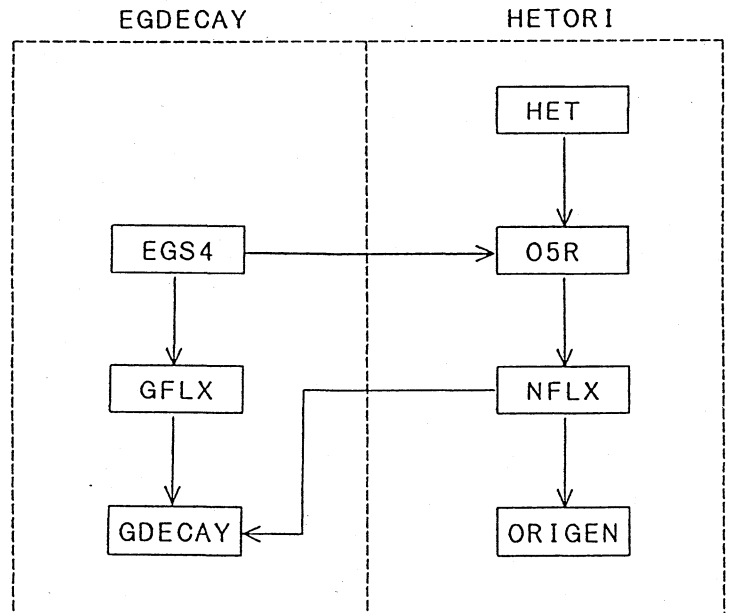 EGDECAY
HETORI
HET
EGS4
O5R
GFLX
NFLX
GDECAY
ORIGEN